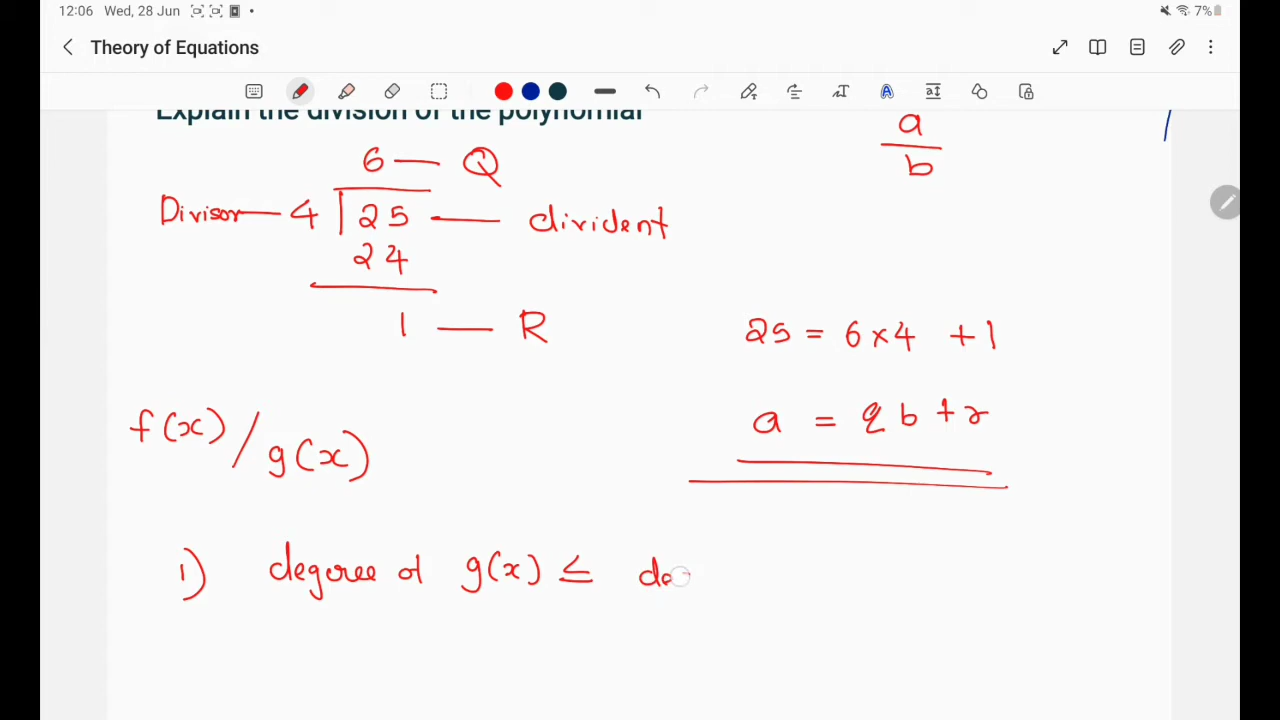 12:06 Wed, 28 Jun 7%
Theory of Equations
Explain the division of the polynomial
a
b
6 — Q
Divisor — 4 25 — divident
24
1 — R
25 = 6 × 4 + 1
a = q b + r
f(x) / g(x)
1) degree of g(x) ≤ de